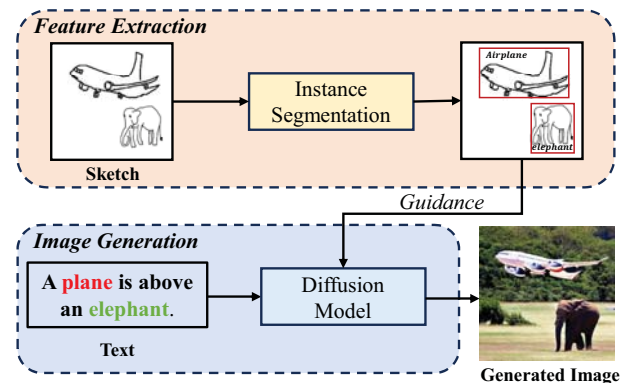 Feature Extraction
Airplane
Instance
Segmentation
elephant
Sketch
Guidance
Image Generation
A plane is above
an elephant.
Diffusion
Model
Text
Generated Image